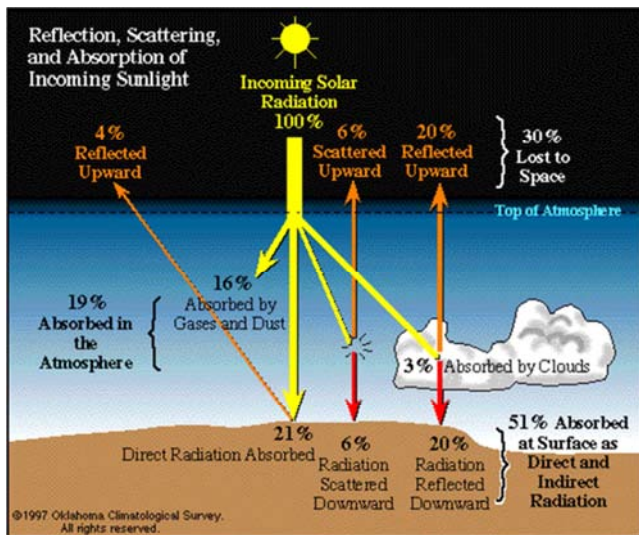 Reflection, Scattering,
and Absorption of
Incoming Sunlight
Incoming Solar
Radiation
100%
4%
Reflected
Upward
6%
Scattered
Upward
20%
Reflected
Upward
30%
Lost to
Space
Top of Atmosphere
16%
Absorbed by
Gases and Dust
19%
Absorbed in
the
Atmosphere
3% Absorbed by Clouds
21%
Direct Radiation Absorbed
6%
Radiation
Scattered
Downward
20%
Radiation
Reflected
Downward
51% Absorbed
at Surface as
Direct and
Indirect
Radiation
©1997 Oklahoma Climatological Survey.
All rights reserved.